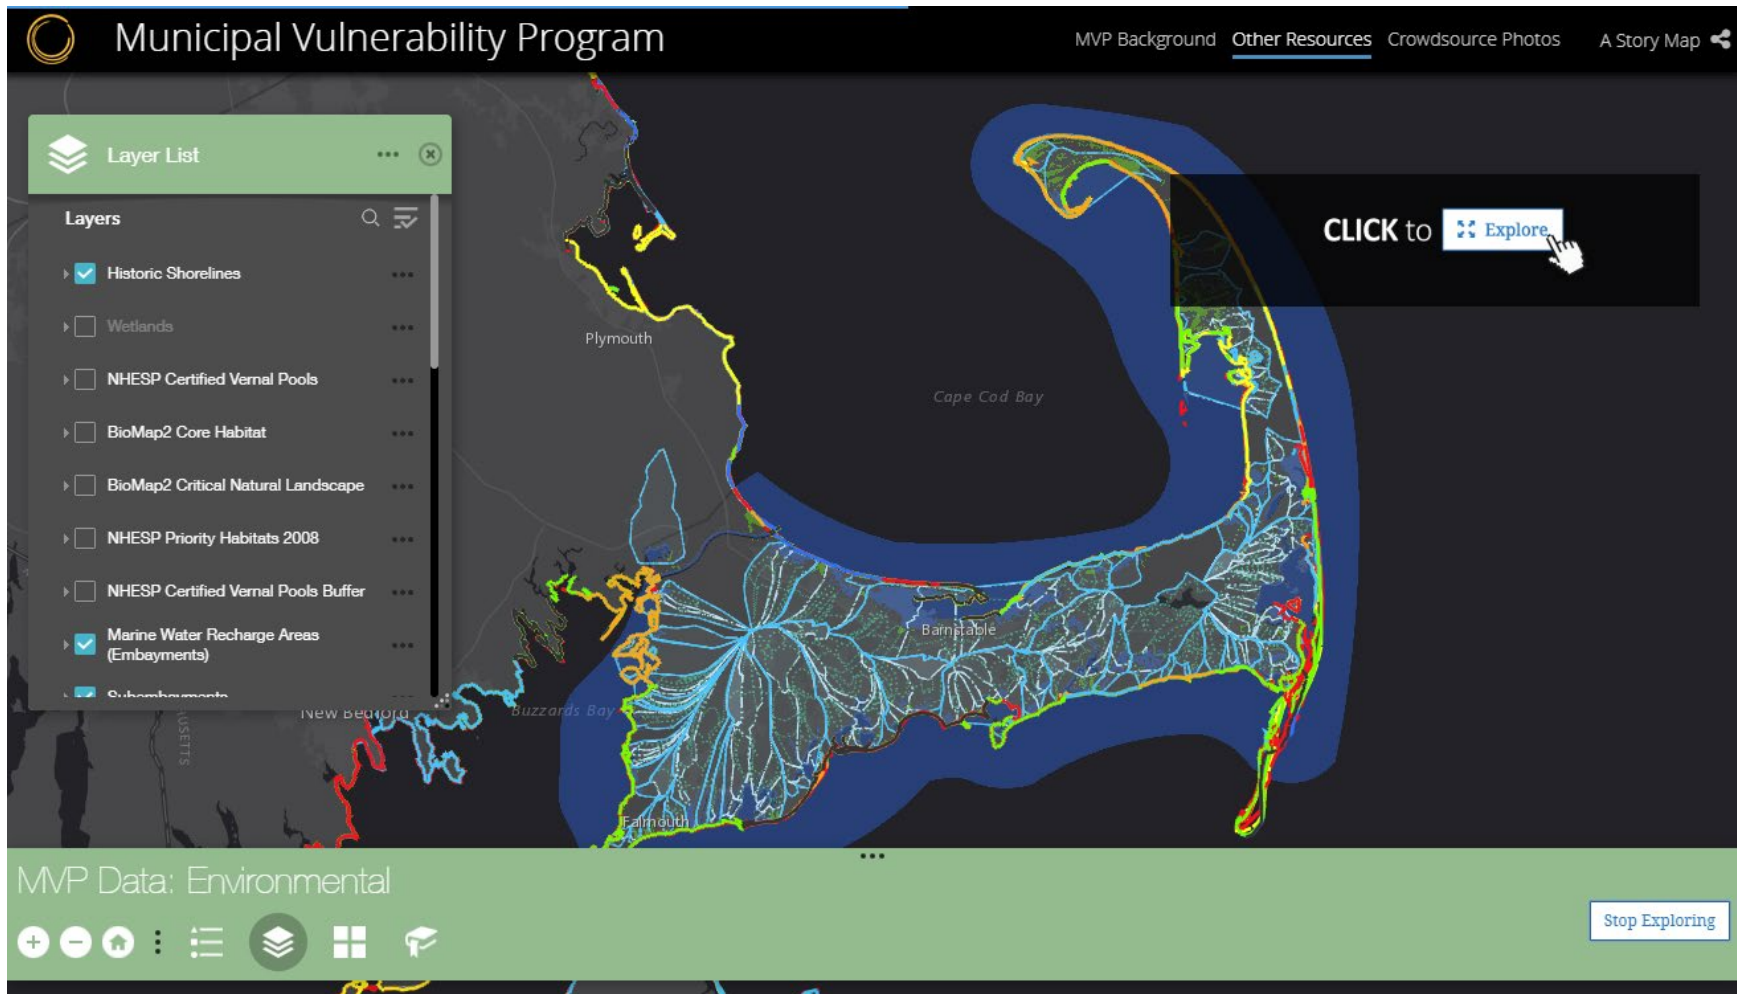 Municipal Vulnerability Program
MVP Background Other Resources Crowdsource Photos A Story Map
Layer List
Layers
Historic Shorelines
Wetlands
NHESP Certified Vernal Pools
BioMap2 Core Habitat
BioMap2 Critical Natural Landscape
NHESP Priority Habitats 2008
NHESP Certified Vernal Pools Buffer
Marine Water Recharge Areas
(Embayments)
Subembayments
CLICK to Explore
Plymouth
Cape Cod Bay
Barnstable
New Bedford
Buzzards Bay
USETTS
Falmouth
MVP Data: Environmental
Stop Exploring